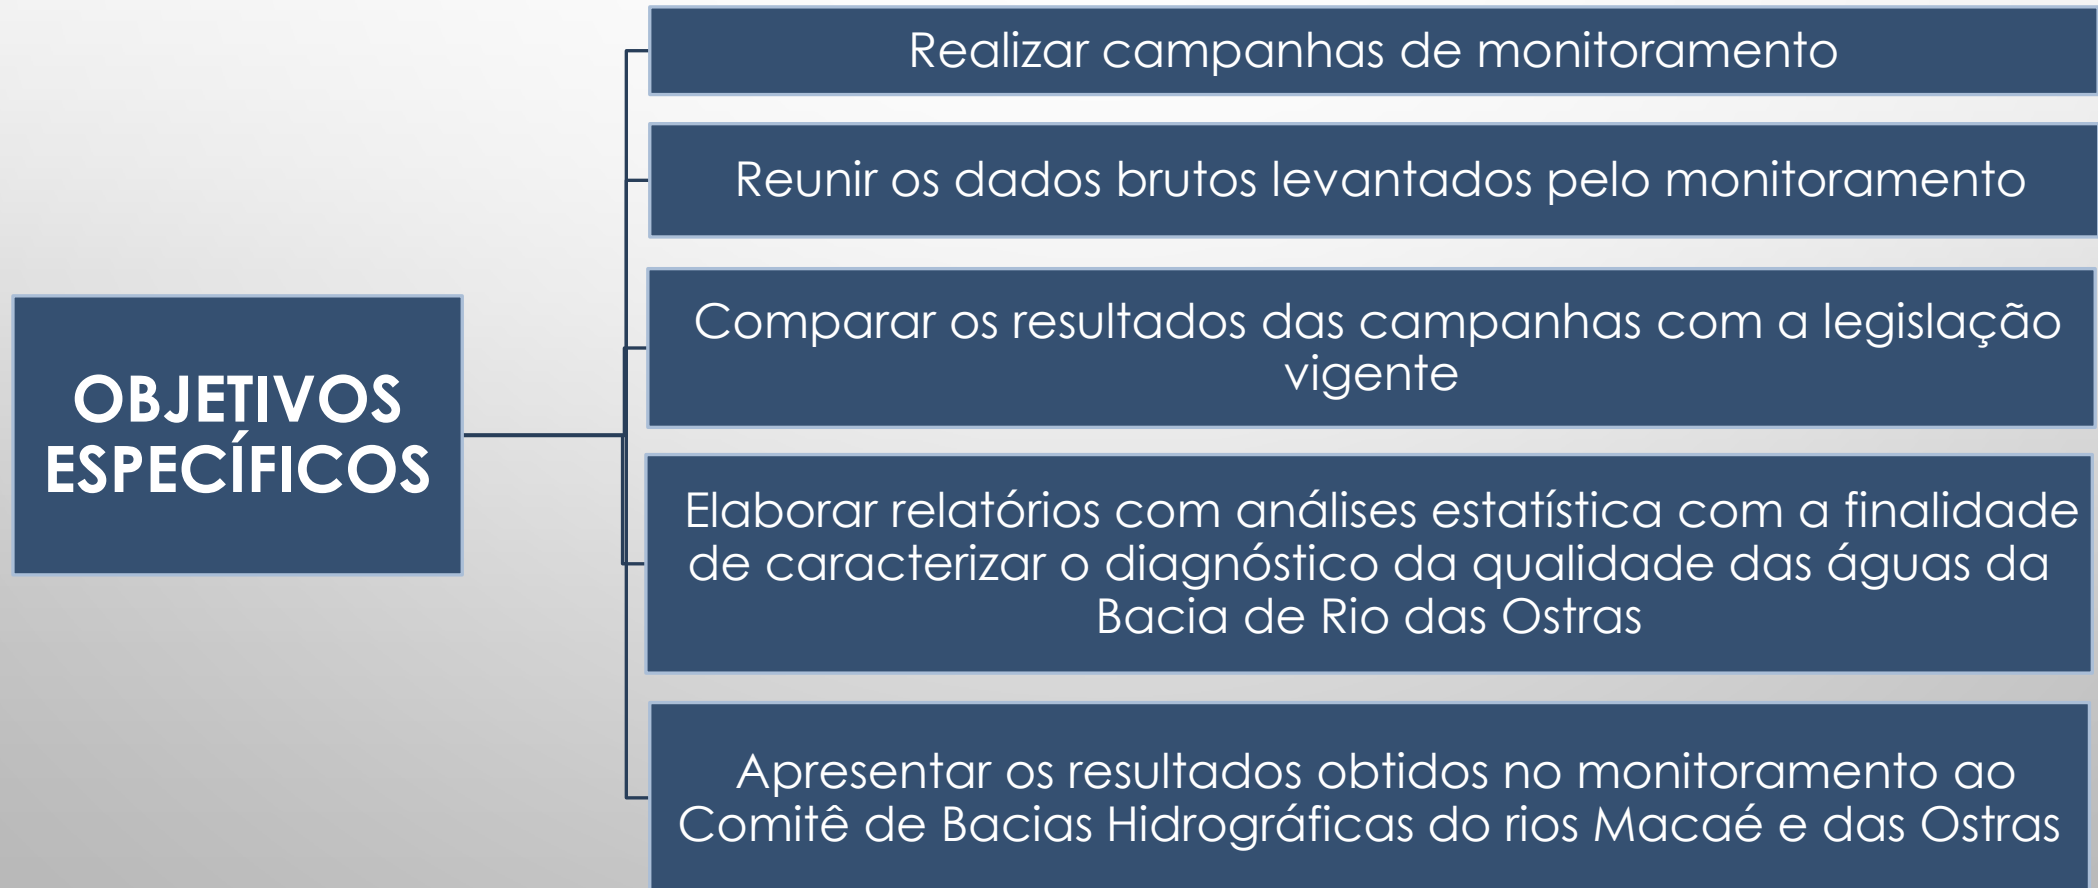 OBJETIVOS
ESPECÍFICOS
Realizar campanhas de monitoramento
Reunir os dados brutos levantados pelo monitoramento
Comparar os resultados das campanhas com a legislação
vigente
Elaborar relatórios com análises estatística com a finalidade
de caracterizar o diagnóstico da qualidade das águas da
Bacia de Rio das Ostras
Apresentar os resultados obtidos no monitoramento ao
Comitê de Bacias Hidrográficas do rios Macaé e das Ostras